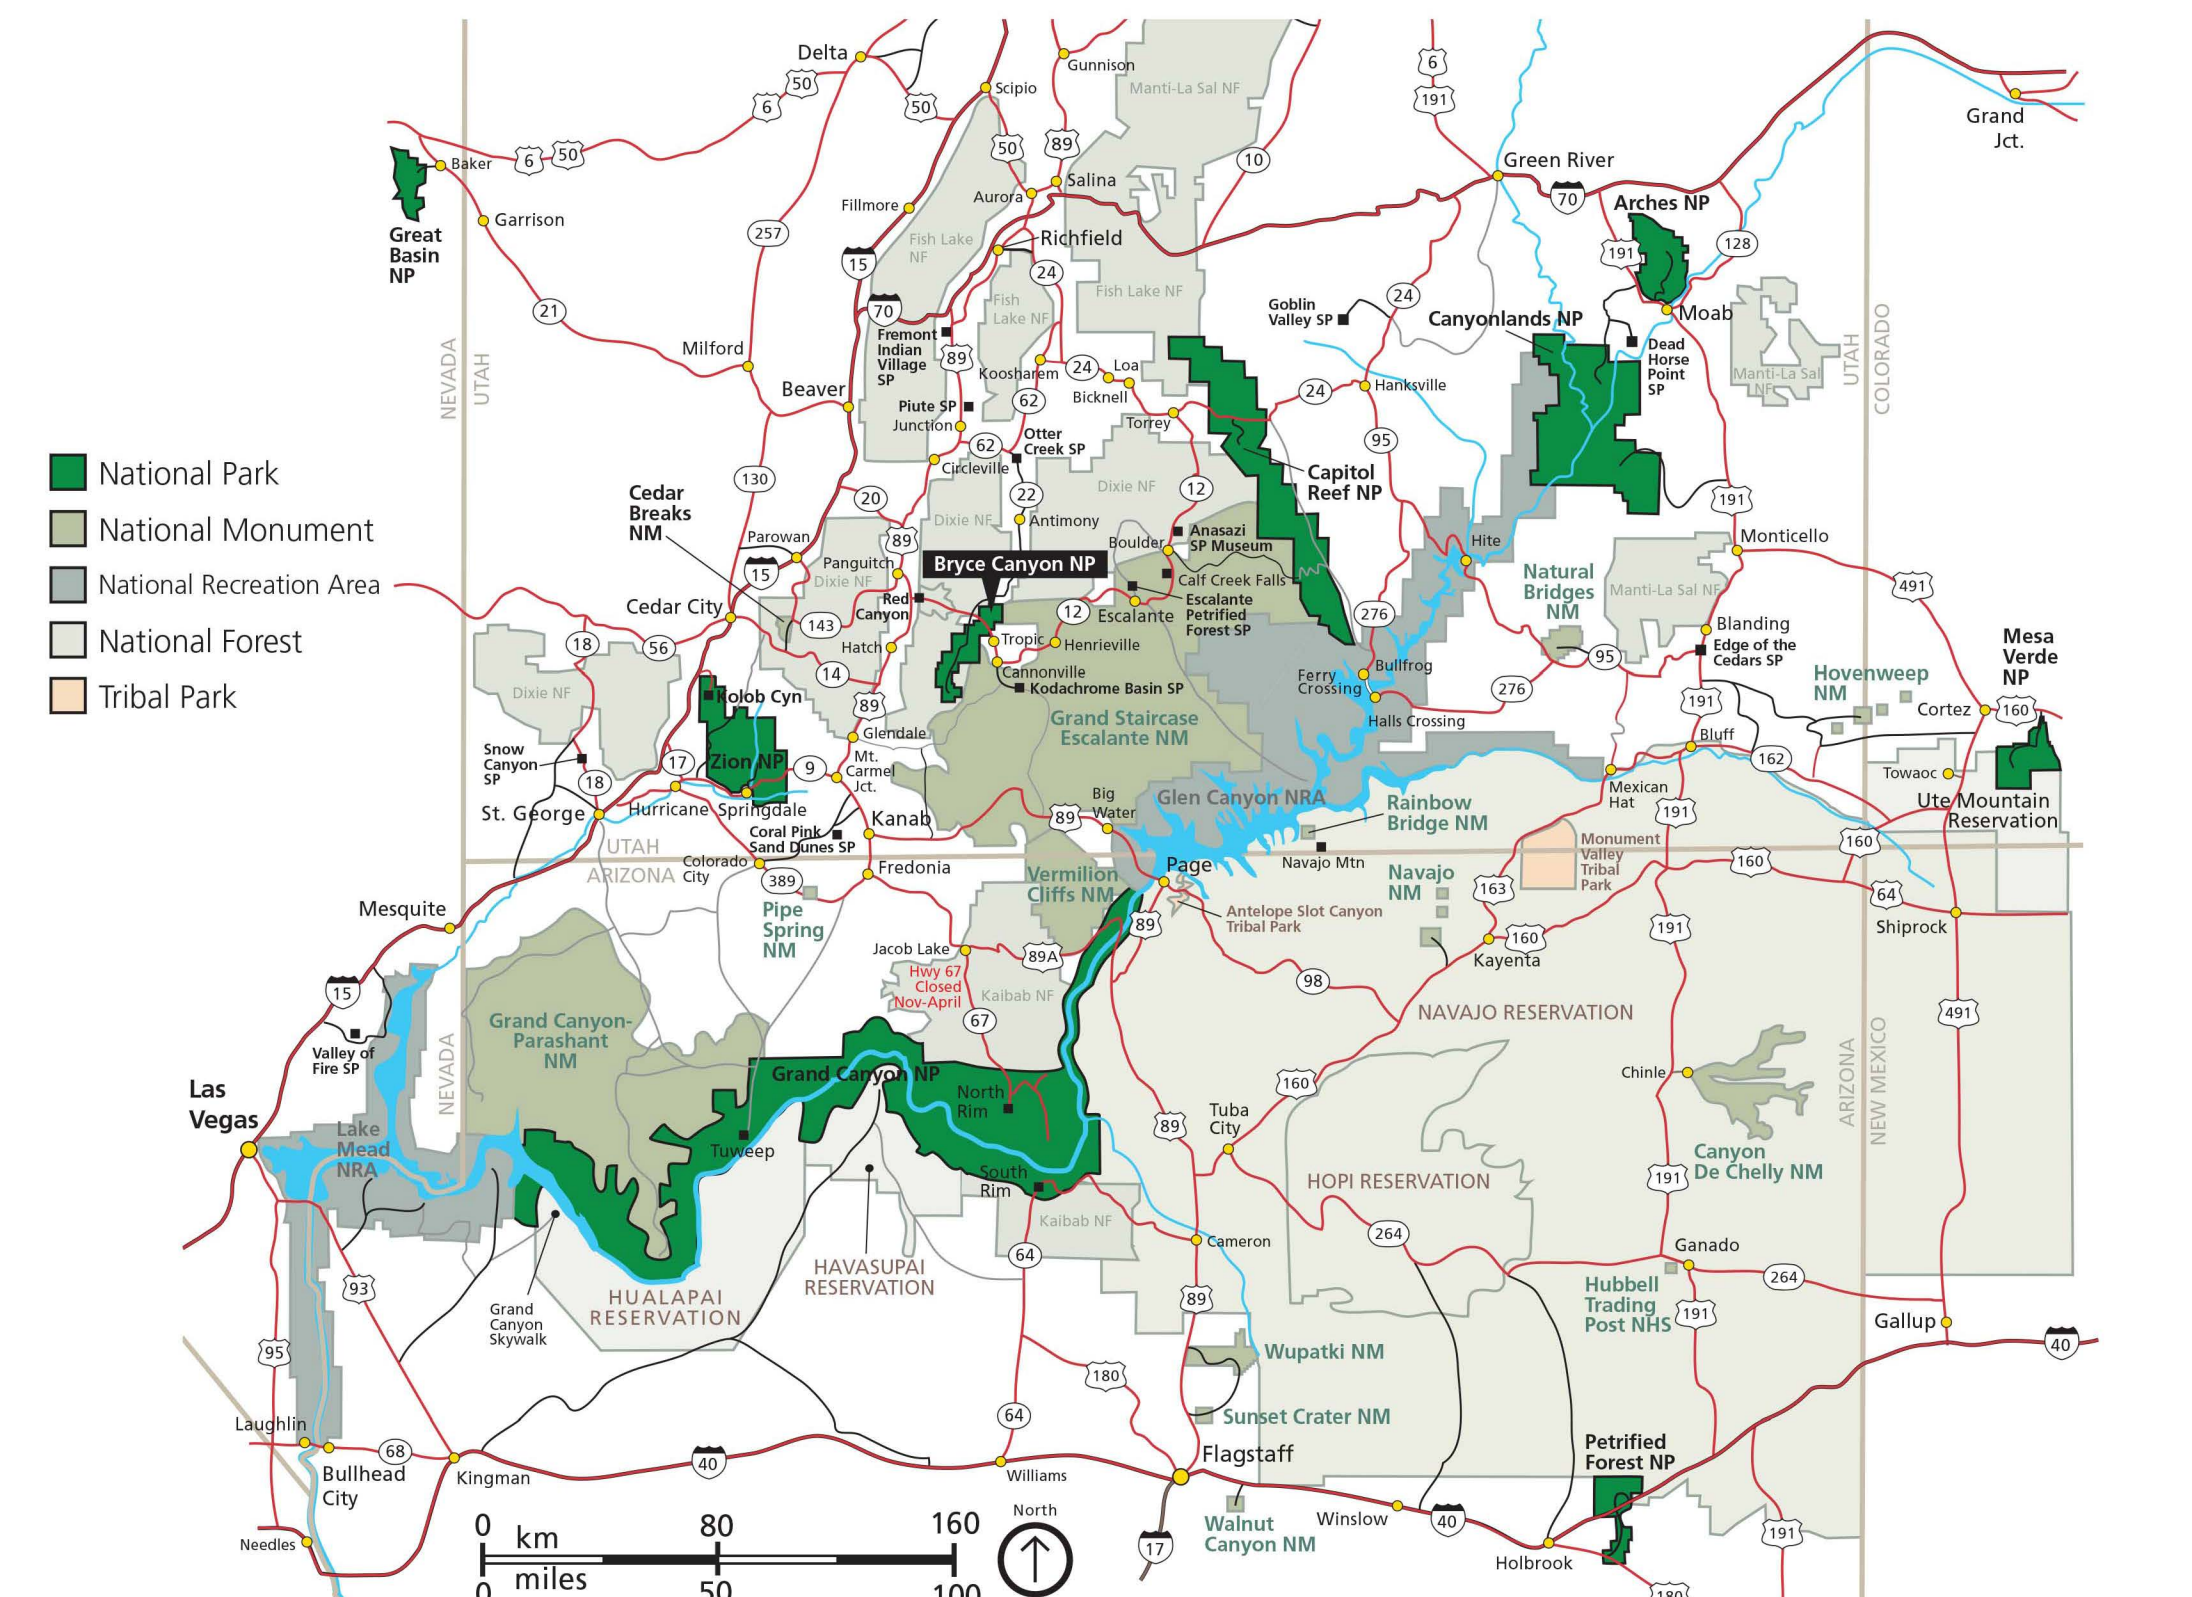 Delta
50
6
50
Scipio
Gunnison
Manti-La Sal NF
6
191
Grand
Jct.
Baker
6
50
50
89
10
Green River
70
Arches NP
Salina
Aurora
Fillmore
Garrison
Great
Basin
NP
257
Fish Lake
NF
Richfield
24
191
128
15
70
21
Fish
Lake NF
Fish Lake NF
Goblin
Valley SP
24
Canyonlands NP
Moab
Fremont
Indian
Village
SP
89
Milford
NEVADA
UTAH
Koosharem
24
Loa
Bicknell
Dead
Horse
Point
SP
Manti-La Sal
NF
UTAH
COLORADO
Beaver
Piute SP
62
24
Hanksville
Junction
Torrey
62
Otter
Creek SP
95
Circleville
National Park
National Monument
National Recreation Area
National Forest
Tribal Park
130
20
Cedar
Breaks
NM
22
Dixie NF
12
Capitol
Reef NP
191
Dixie NF
Antimony
Parowan
89
Boulder
Anasazi
SP Museum
Hite
Monticello
15
Panguitch
Dixie NF
Bryce Canyon NP
Calf Creek Falls
Natural
Bridges
NM
Manti-La Sal NF
491
Red
Canyon
Escalante
Petrified
Forest SP
Cedar City
143
12
Escalante
276
Blanding
18
56
Hatch
Tropic
Henrieville
Edge of the
Cedars SP
Mesa
Verde
NP
95
Dixie NF
14
Cannonville
Kodachrome Basin SP
Ferry
Crossing
Bullfrog
276
Hovenweep
NM
Kolob Cyn
89
Grand Staircase
Escalante NM
Halls Crossing
191
Cortez
160
Snow
Canyon
SP
17
Zion NP
9
Glendale
Mt.
Carmel
Jct.
Bluff
162
Towaoc
18
Hurricane
Springdale
Big
Water
Glen Canyon NRA
Rainbow
Bridge NM
Mexican
Hat
191
Ute Mountain
Reservation
St. George
Coral Pink
Sand Dunes SP
Kanab
89
Navajo Mtn
Monument
Valley
Tribal
Park
160
UTAH
ARIZONA
Colorado
City
389
Fredonia
Vermilion
Cliffs NM
Page
Navajo
NM
163
160
64
Mesquite
Pipe
Spring
NM
89
Antelope Slot Canyon
Tribal Park
191
Shiprock
Jacob Lake
89A
160
Kayenta
Hwy 67
Closed
Nov-April
Kaibab NF
98
15
67
NAVAJO RESERVATION
491
Grand Canyon-
Parashant
NM
Valley of
Fire SP
NEVADA
ARIZONA
NEW MEXICO
Las
Vegas
Grand Canyon NP
North
Rim
160
Chinle
Tuba
City
89
Lake
Mead
NRA
Tuweep
South
Rim
Canyon
De Chelly NM
191
HOPI RESERVATION
Kaibab NF
264
Cameron
Ganado
64
HAVASUPAI
RESERVATION
93
Grand
Canyon
Skywalk
HUALAPAI
RESERVATION
89
Hubbell
Trading
Post NHS
264
191
Gallup
40
95
Wupatki NM
180
64
Sunset Crater NM
Laughlin
68
40
Flagstaff
Petrified
Forest NP
Bullhead
City
Kingman
Williams
North
Winslow
40
Walnut
Canyon NM
17
Holbrook
191
Needles
0
km
80
160
0
miles
50
100
180